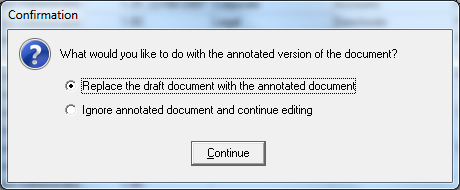 Confirmation
What would you like to do with the annotated version of the document?
Replace the draft document with the annotated document
Ignore annotated document and continue editing
Continue